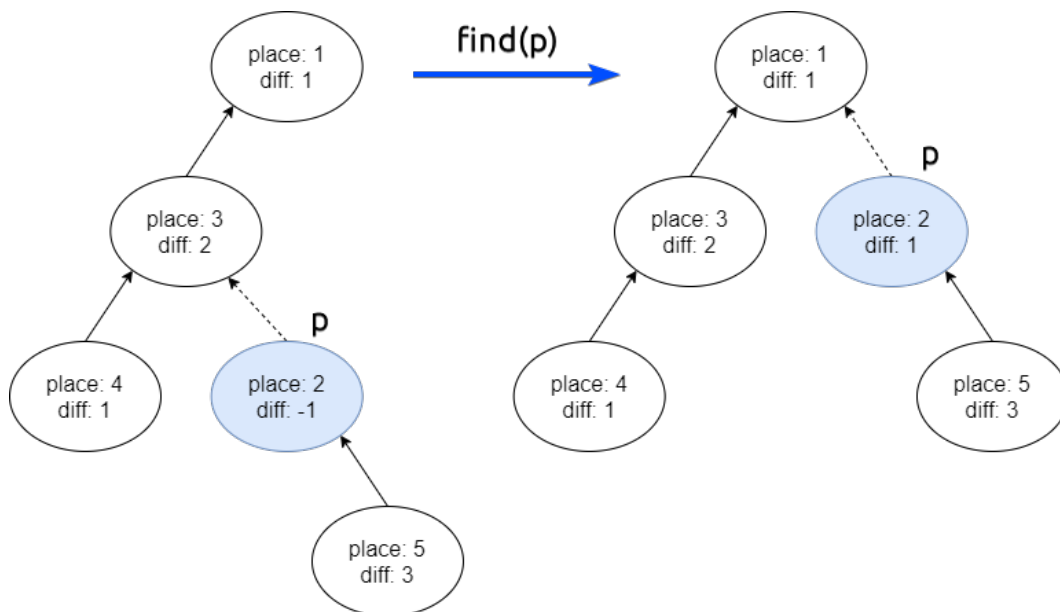 place: 1
diff: 1
find(p)
place: 1
diff: 1
place: 3
diff: 2
place: 3
diff: 2
p
place: 2
diff: 1
place: 4
diff: 1
p
place: 2
diff: -1
place: 4
diff: 1
place: 5
diff: 3
place: 5
diff: 3